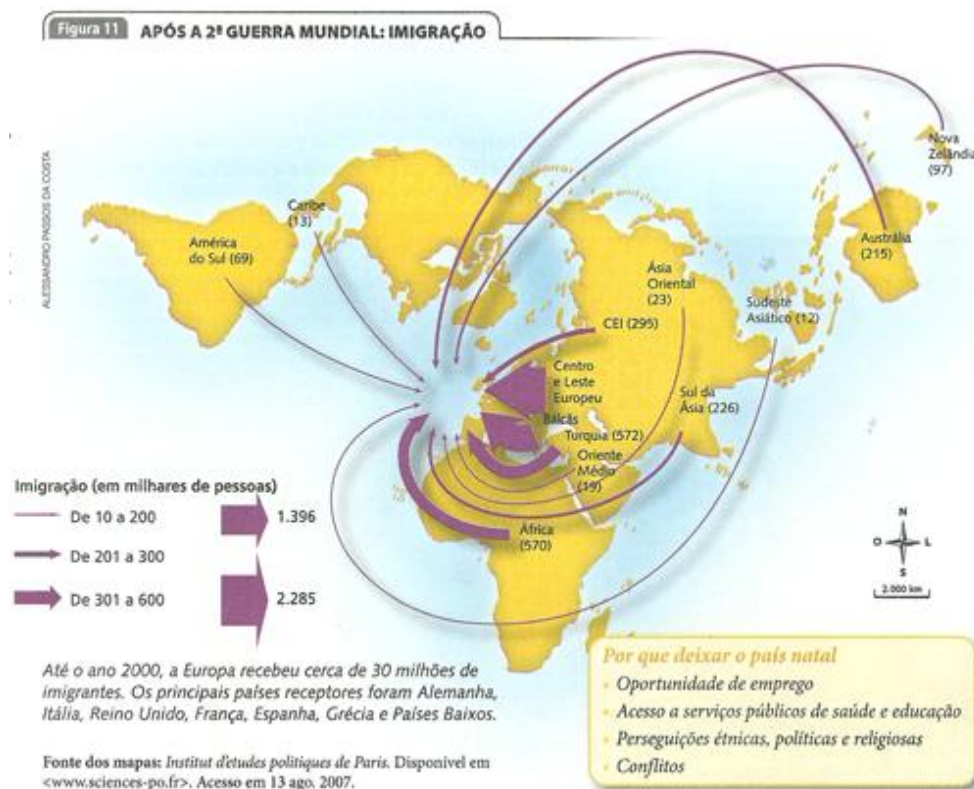 Figura 11 APÓS A 2ª GUERRA MUNDIAL: IMIGRAÇÃO
ALESSANDRO PASSOS DA COSTA
Nova
Zelândia
(97)
Caribe
(13)
América
do Sul (69)
Austrália
(215)
Ásia
Oriental
(23)
Sudeste
Asiático (12)
CEI (295)
Centro
e Leste
Europeu
Sul da
Ásia (226)
Balcãs
Turquia (572)
Oriente
Médio
(19)
África
(570)
Imigração (em milhares de pessoas)
De 10 a 200
1.396
De 201 a 300
De 301 a 600
2.285
N
O L
S
2.000 km
Até o ano 2000, a Europa recebeu cerca de 30 milhões de
imigrantes. Os principais países receptores foram Alemanha,
Itália, Reino Unido, França, Espanha, Grécia e Países Baixos.
Fonte dos mapas: Institut d'etudes politiques de Paris. Disponivel em
<www.sciences-po.fr>. Acesso em 13 ago. 2007.
Por que deixar o país natal
• Oportunidade de emprego
• Acesso a serviços públicos de saúde e educação
• Perseguições étnicas, políticas e religiosas
• Conflitos